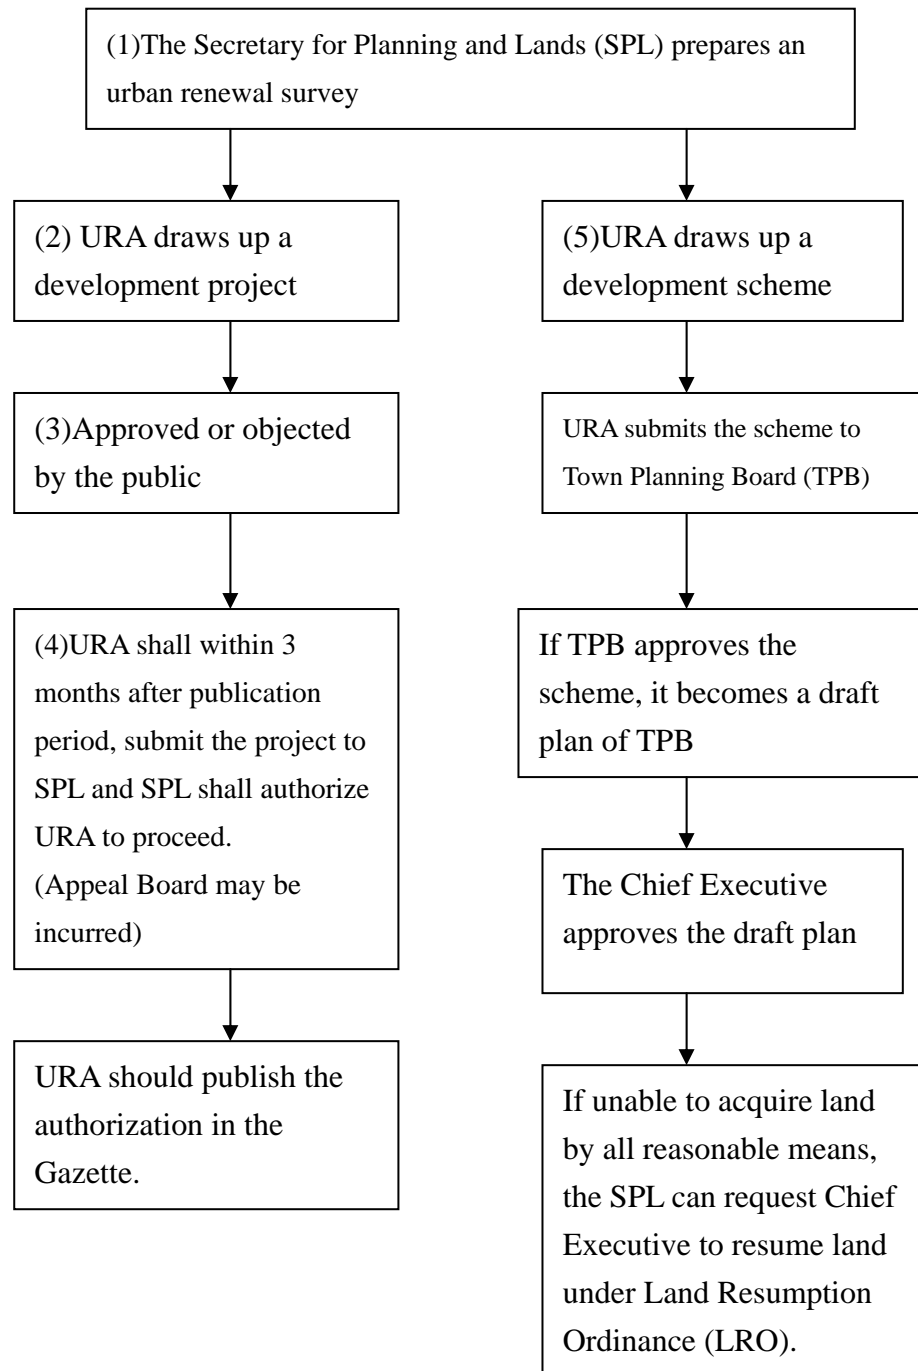 (1)The Secretary for Planning and Lands (SPL) prepares an
urban renewal survey
(2) URA draws up a
development project
(3)Approved or objected
by the public
(4)URA shall within 3
months after publication
period, submit the project to
SPL and SPL shall authorize
URA to proceed.
(Appeal Board may be
incurred)
URA should publish the
authorization in the
Gazette.
(5)URA draws up a
development scheme
URA submits the scheme to
Town Planning Board (TPB)
If TPB approves the
scheme, it becomes a draft
plan of TPB
The Chief Executive
approves the draft plan
If unable to acquire land
by all reasonable means,
the SPL can request Chief
Executive to resume land
under Land Resumption
Ordinance (LRO).